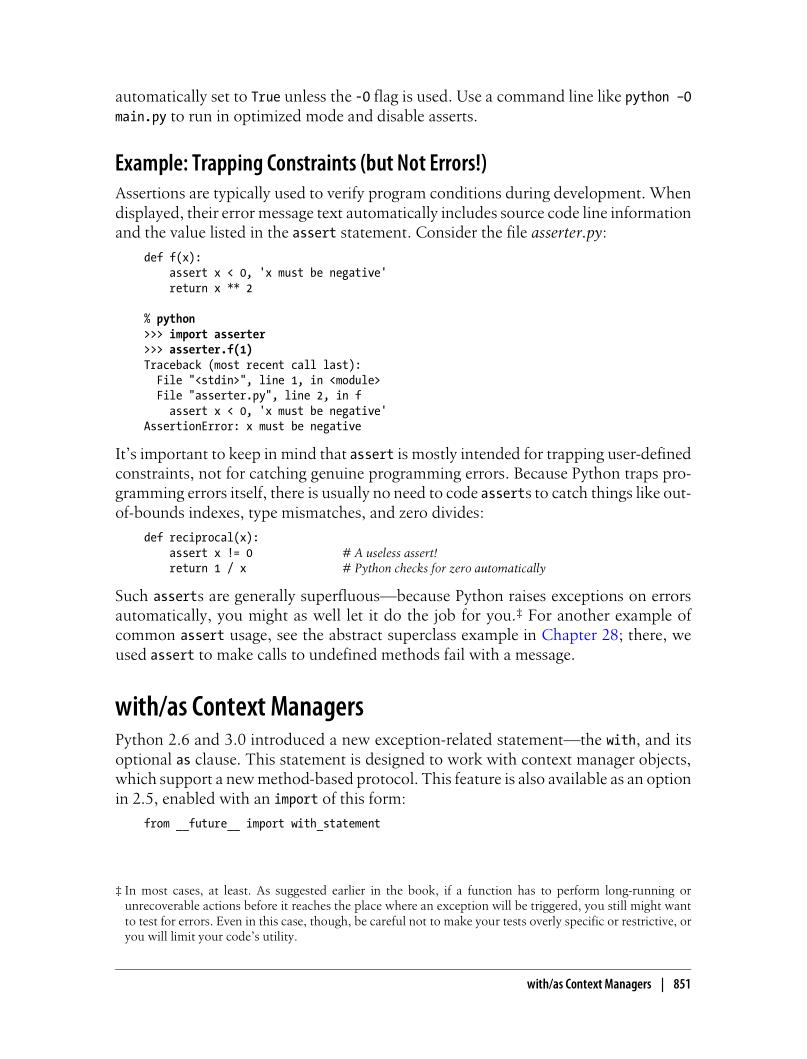 automatically set to True unless the -O flag is used. Use a command line like python –O
main.py to run in optimized mode and disable asserts.
Example: Trapping Constraints (but Not Errors!)
Assertions are typically used to verify program conditions during development. When
displayed, their error message text automatically includes source code line information
and the value listed in the assert statement. Consider the file asserter.py:
def f(x):
    assert x < 0, 'x must be negative'
    return x ** 2
% python
>>> import asserter
>>> asserter.f(1)
Traceback (most recent call last):
  File "<stdin>", line 1, in <module>
  File "asserter.py", line 2, in f
    assert x < 0, 'x must be negative'
AssertionError: x must be negative
It's important to keep in mind that assert is mostly intended for trapping user-defined
constraints, not for catching genuine programming errors. Because Python traps pro-
gramming errors itself, there is usually no need to code asserts to catch things like out-
of-bounds indexes, type mismatches, and zero divides:
def reciprocal(x):
    assert x != 0 # A useless assert!
    return 1 / x # Python checks for zero automatically
Such asserts are generally superfluous—because Python raises exceptions on errors
automatically, you might as well let it do the job for you.‡ For another example of
common assert usage, see the abstract superclass example in Chapter 28; there, we
used assert to make calls to undefined methods fail with a message.
with/as Context Managers
Python 2.6 and 3.0 introduced a new exception-related statement—the with, and its
optional as clause. This statement is designed to work with context manager objects,
which support a new method-based protocol. This feature is also available as an option
in 2.5, enabled with an import of this form:
from __future__ import with_statement
‡ In most cases, at least. As suggested earlier in the book, if a function has to perform long-running or
unrecoverable actions before it reaches the place where an exception will be triggered, you still might want
to test for errors. Even in this case, though, be careful not to make your tests overly specific or restrictive, or
you will limit your code's utility.
with/as Context Managers | 851